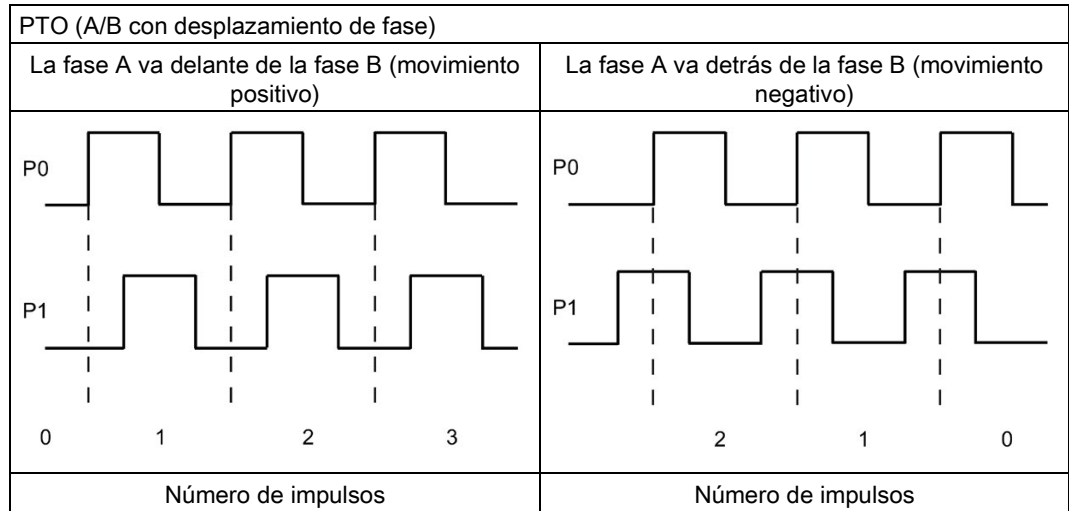 PTO (A/B con desplazamiento de fase)
La fase A va delante de la fase B (movimiento
positivo)
La fase A va detrás de la fase B (movimiento
negativo)
P0
P1
0 1 2 3
P0
P1
2 1 0
Número de impulsos
Número de impulsos